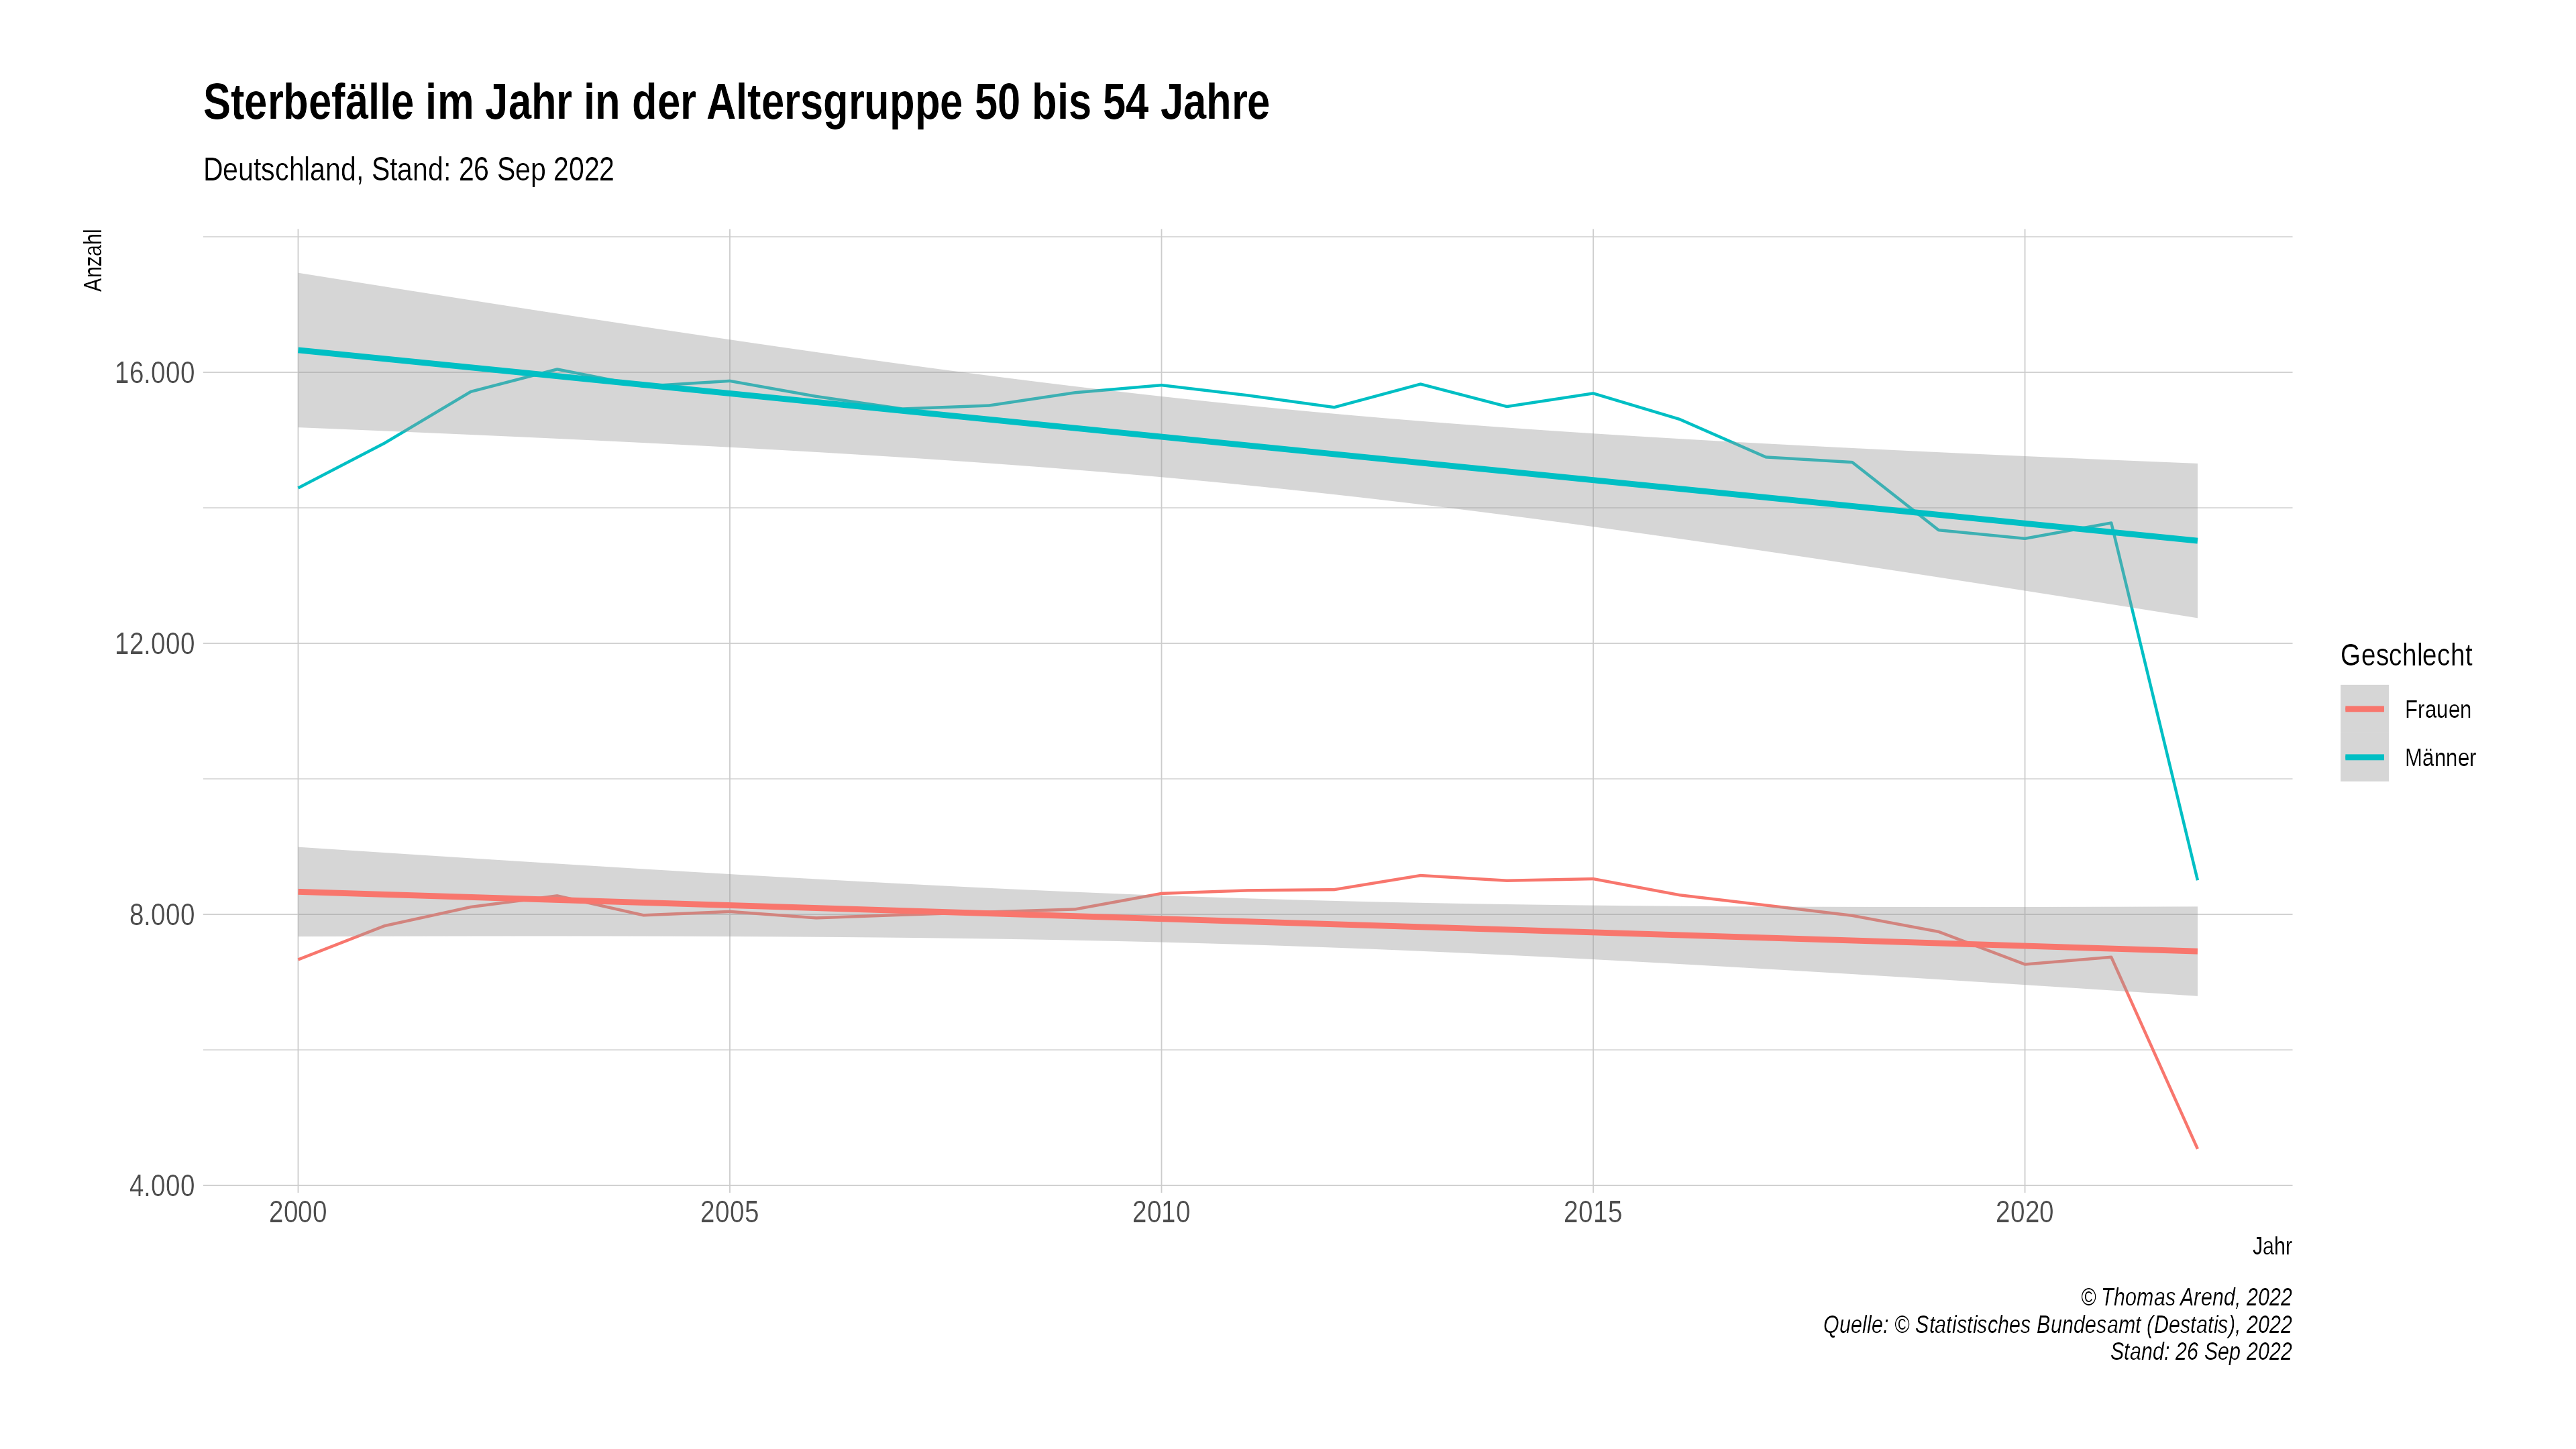 Sterbefälle im Jahr in der Altersgruppe 50 bis 54 Jahre
Deutschland, Stand: 26 Sep 2022
Anzahl
16.000
12.000
8.000
4.000
2000
2005
2010
2015
2020
Jahr
Geschlecht
Frauen
Männer
© Thomas Arend, 2022
Quelle: © Statistisches Bundesamt (Destatis), 2022
Stand: 26 Sep 2022